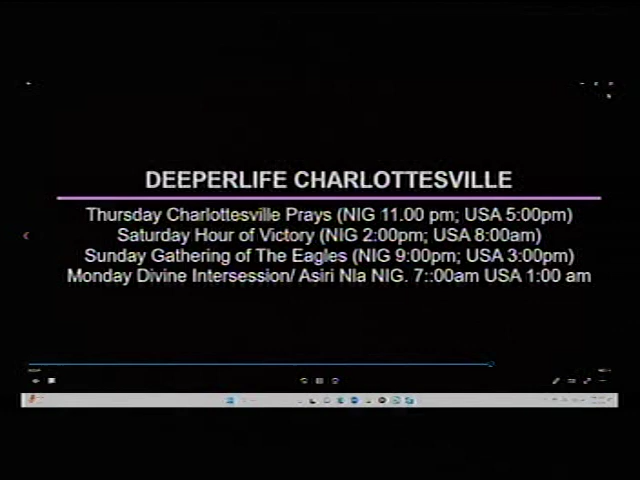 DEEPERLIFE CHARLOTTESVILLE
Thursday Charlottesville Prays (NIG 11.00 pm; USA 5:00pm)
Saturday Hour of Victory (NIG 2:00pm; USA 8:00am)
Sunday Gathering of The Eagles (NIG 9:00pm; USA 3:00pm)
Monday Divine Intersession/ Asiri Nla NIG. 7::00am USA 1:00 am